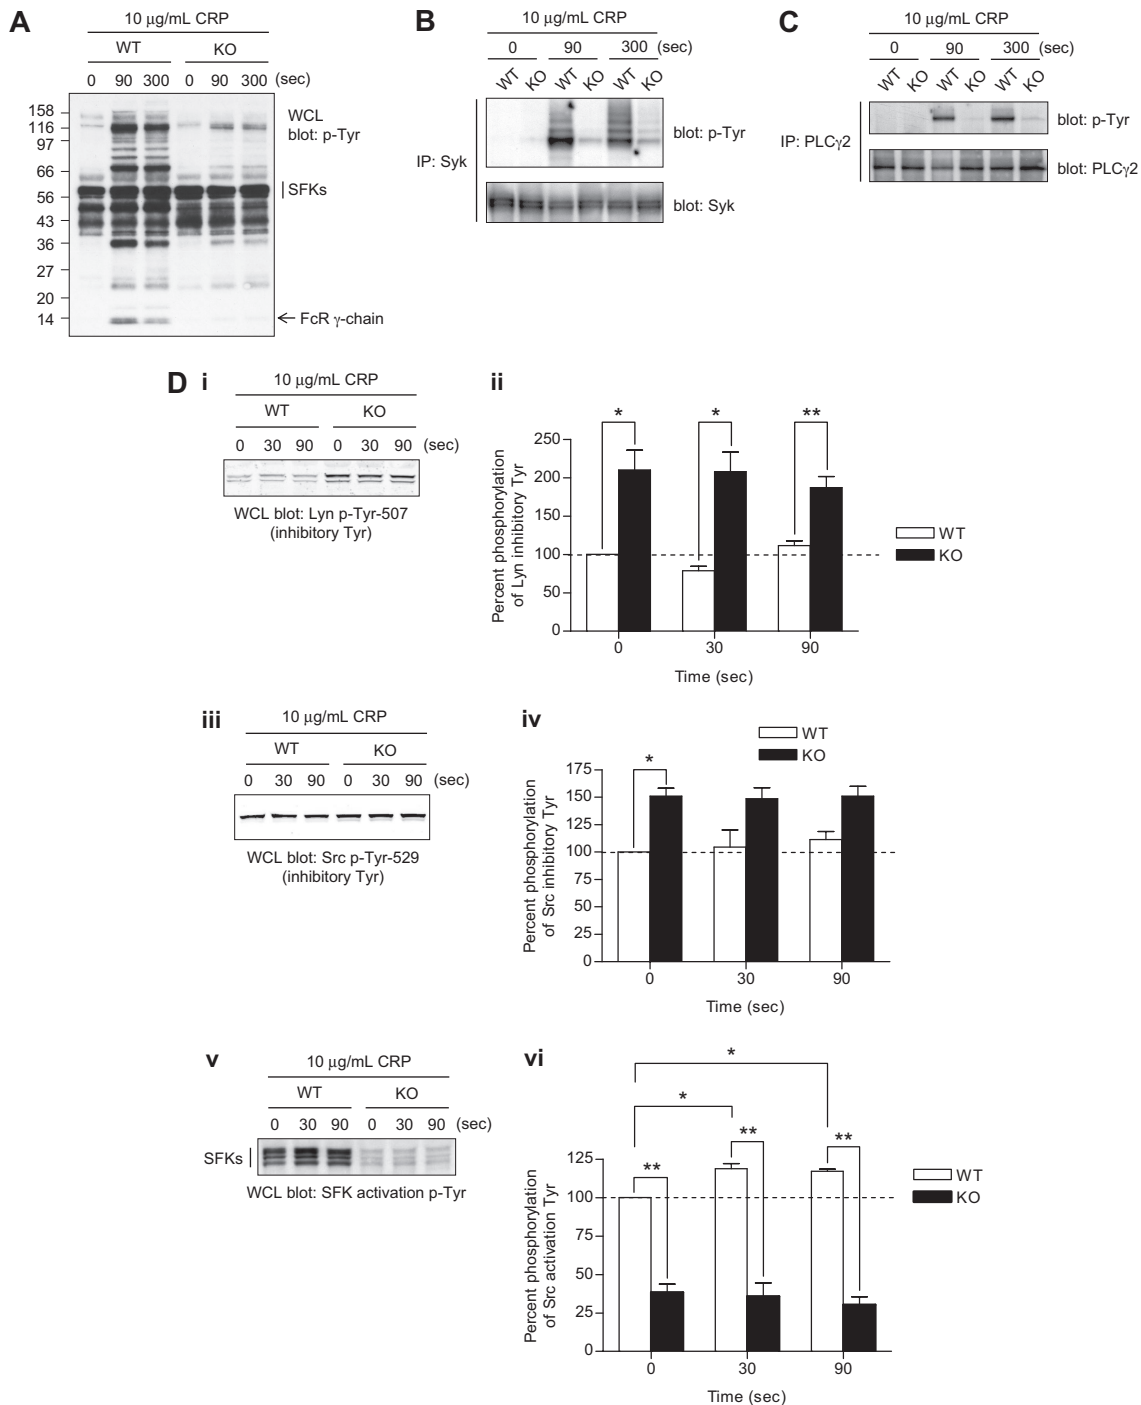 A
10 μg/mL CRP
WT KO
0 90 300 0 90 300 (sec)
158
116
97
66
56
43
36
27
20
14
WCL
blot: p-Tyr
SFKs
← FcR γ-chain
B
10 μg/mL CRP
0 90 300 (sec)
WT KO WT KO WT KO
IP: Syk
blot: p-Tyr
blot: Syk
C
10 μg/mL CRP
0 90 300 (sec)
WT KO WT KO WT KO
IP: PLCγ2
blot: p-Tyr
blot: PLCγ2
D i
10 μg/mL CRP
WT KO
0 30 90 0 30 90 (sec)
WCL blot: Lyn p-Tyr-507
(inhibitory Tyr)
ii
* * **
Percent phosphorylation
of Lyn inhibitory Tyr
250
200
150
100
50
0
0 30 90
Time (sec)
WT
KO
iii
10 μg/mL CRP
WT KO
0 30 90 0 30 90 (sec)
WCL blot: Src p-Tyr-529
(inhibitory Tyr)
iv
WT
KO
*
Percent phosphorylation
of Src inhibitory Tyr
175
150
125
100
75
50
25
0
0 30 90
Time (sec)
v
10 μg/mL CRP
WT KO
0 30 90 0 30 90 (sec)
SFKs
WCL blot: SFK activation p-Tyr
vi
*
*
** ** **
Percent phosphorylation
of Src activation Tyr
125
100
75
50
25
0
0 30 90
Time (sec)
WT
KO